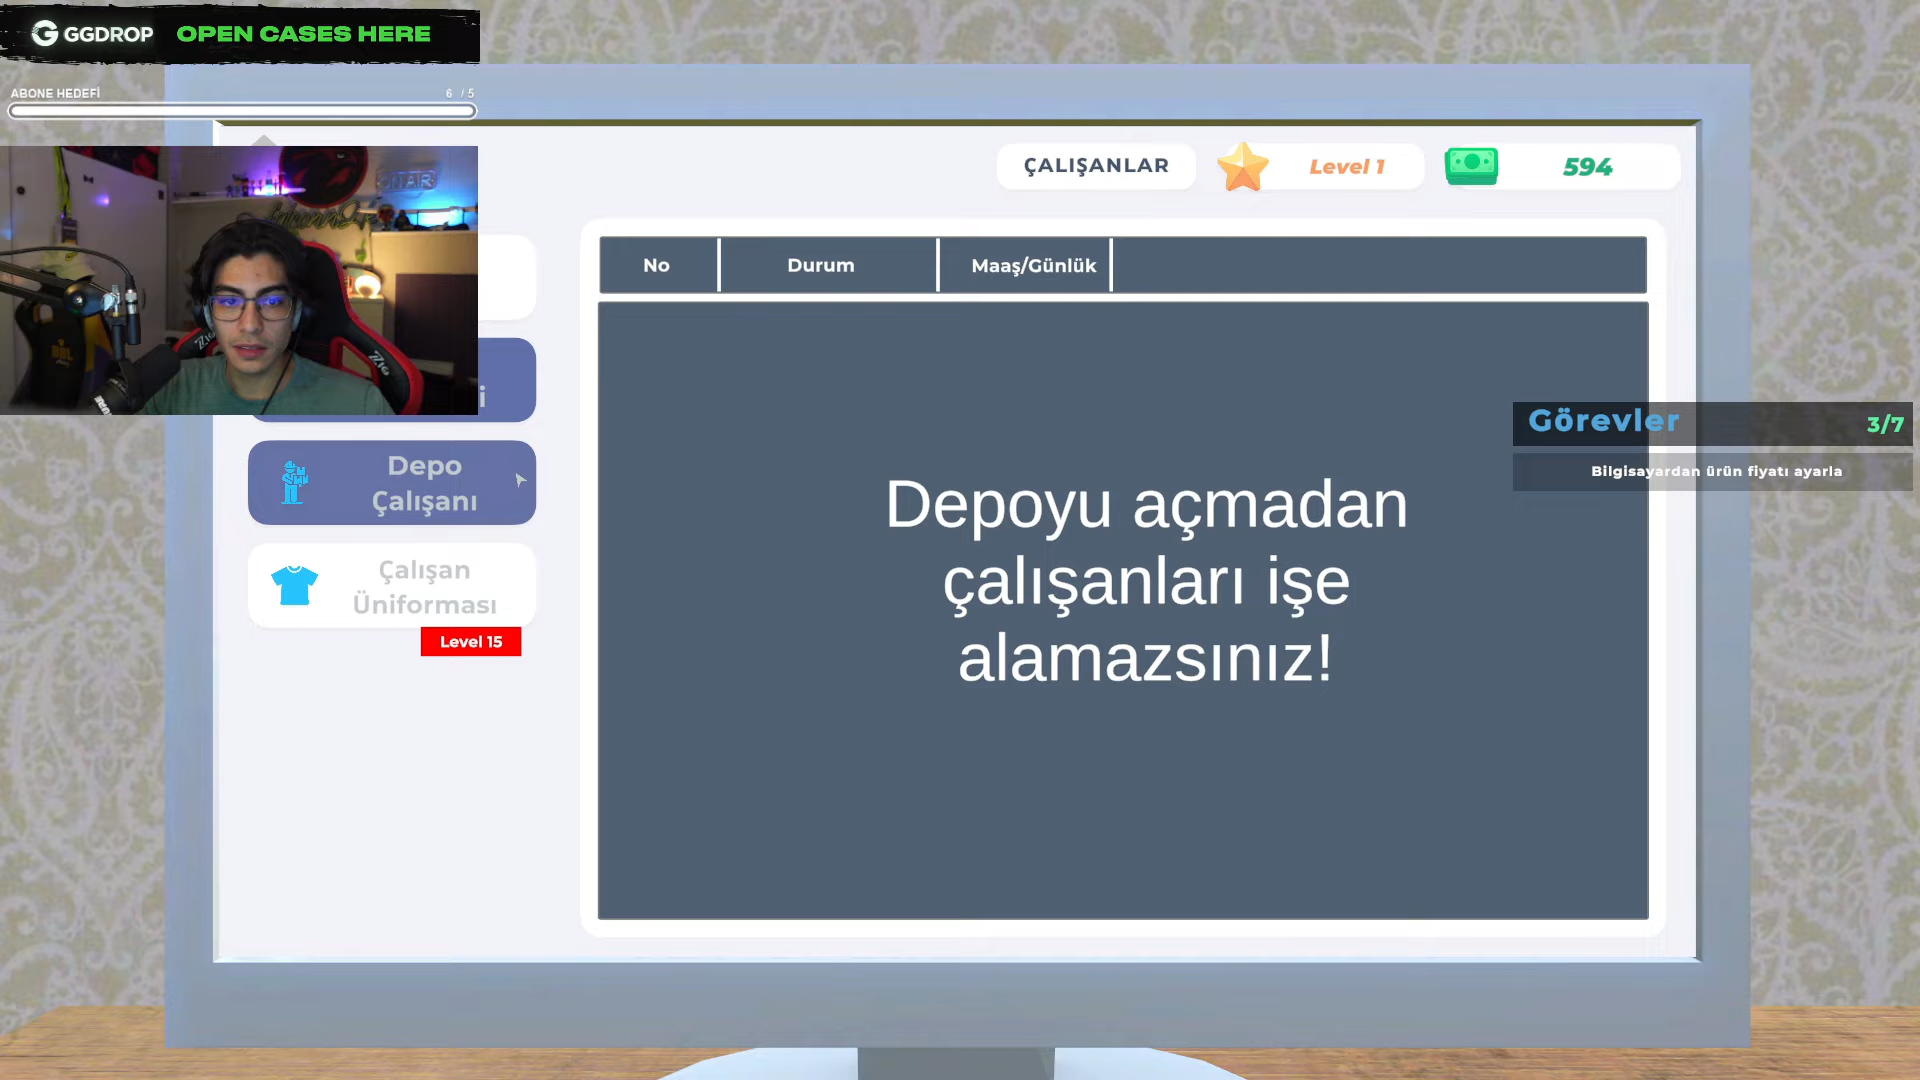 GGDROP OPEN CASES HERE
ABONE HEDEFİ 6 / 5
ÇALIŞANLAR
Level 1
594
No Durum Maaş/Günlük
Depo
Çalışanı
Çalışan
Üniforması
Level 15
Depoyu açmadan
çalışanları işe
alamazsınız!
Görevler 3/7
Bilgisayardan ürün fiyatı ayarla